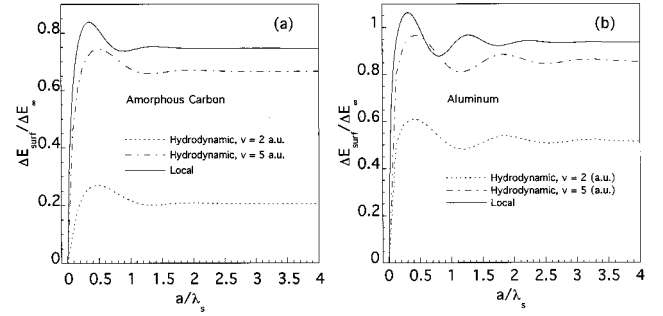 (a)
0.8
0.6
0.4
0.2
0
ΔE_surf/ΔE_∞
Amorphous Carbon
Hydrodynamic, v = 2 a.u.
Hydrodynamic, v = 5 a.u.
Local
0 0.5 1 1.5 2 2.5 3 3.5 4
a/λ_s
(b)
1
0.8
0.6
0.4
0.2
0
ΔE_surf/ΔE_∞
Aluminum
Hydrodynamic, v = 2 (a.u.)
Hydrodynamic, v = 5 (a.u.)
Local
0 0.5 1 1.5 2 2.5 3 3.5 4
a/λ_s